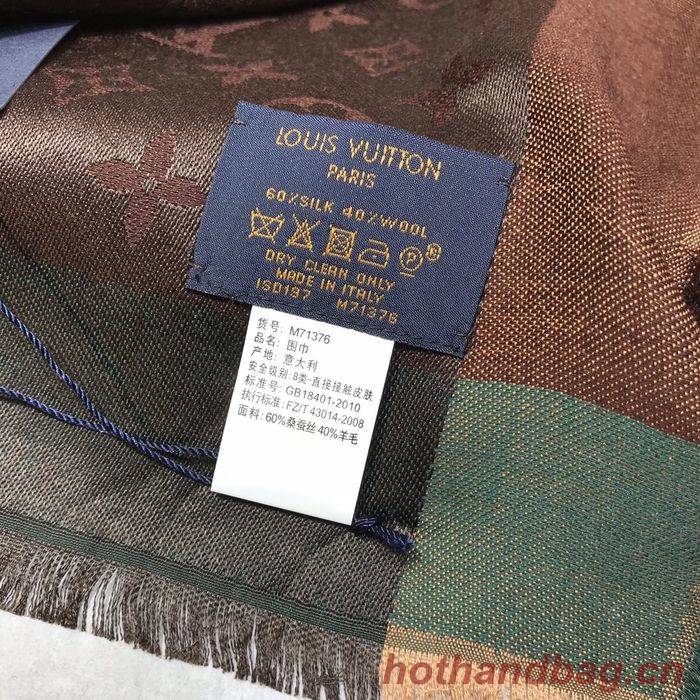 LOUIS VUITTON
PARIS
60/SILK 40/WOOL
P
DRY CLEAN ONLY
MADE IN ITALY
ISO197 M71376
货号: M71376
品名: 围巾
产地: 意大利
安全级别: B类-直接接触皮肤
标准号: GB18401-2010
执行标准: FZ/T 43014-2008
面料: 60%桑蚕丝 40%羊毛
hothandbag.cn